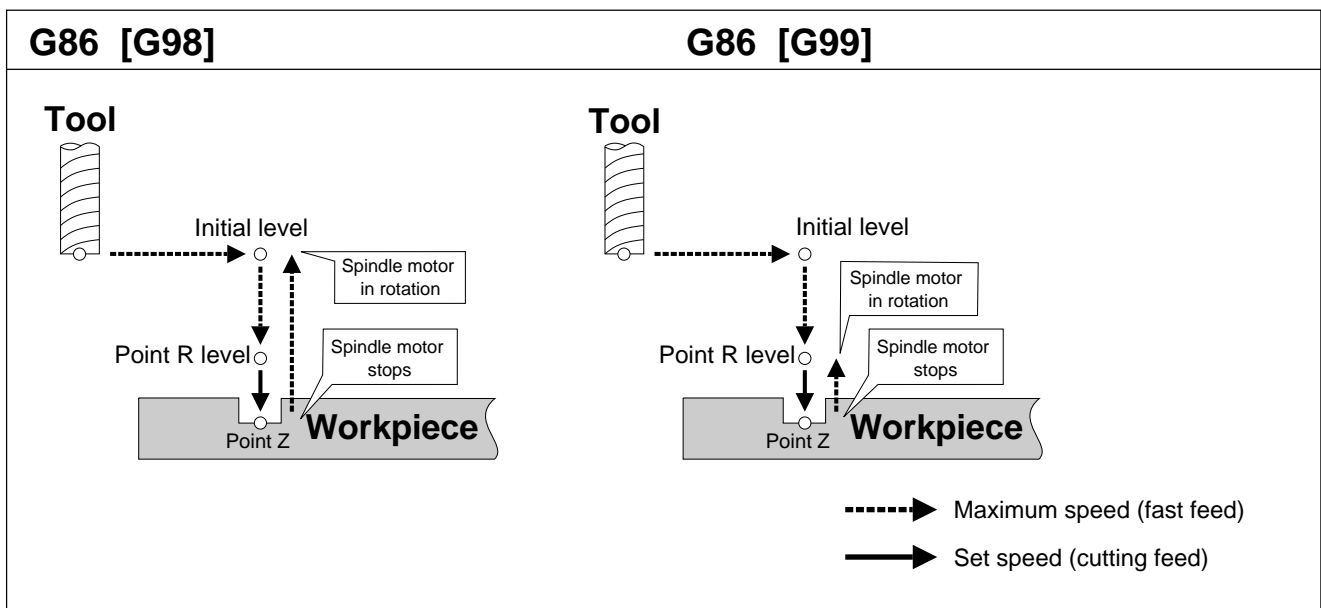 G86 [G98]
G86 [G99]
Tool
Initial level
Spindle motor
in rotation
Point R level
Spindle motor
stops
Workpiece
Point Z
Tool
Initial level
Spindle motor
in rotation
Point R level
Spindle motor
stops
Workpiece
Point Z
Maximum speed (fast feed)
Set speed (cutting feed)